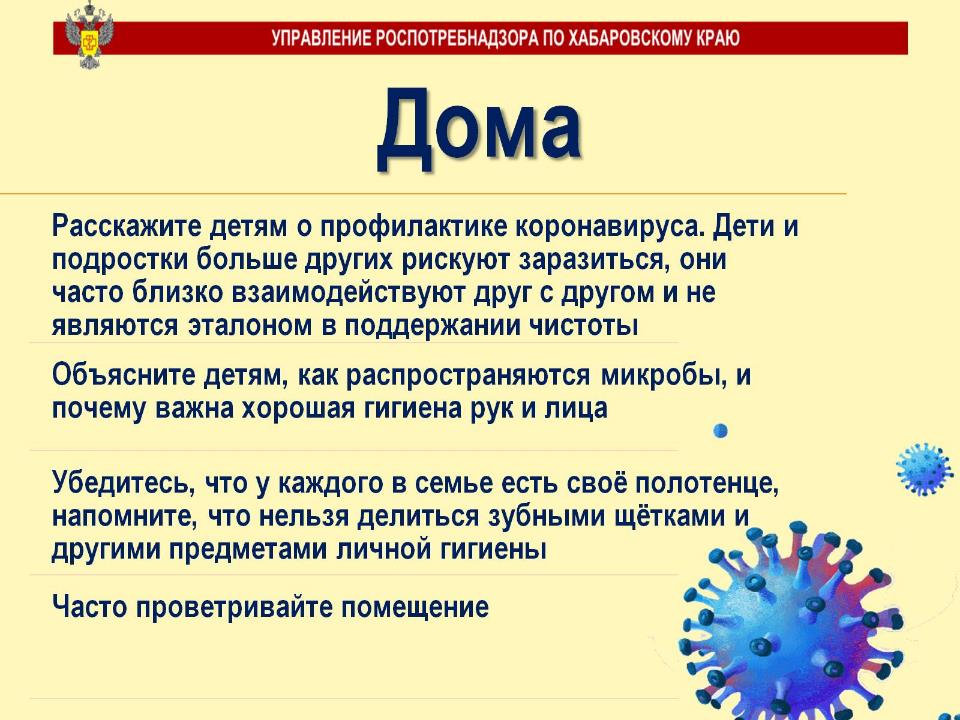 УПРАВЛЕНИЕ РОСПОТРЕБНАДЗОРА ПО ХАБАРОВСКОМУ КРАЮ
Дома
Расскажите детям о профилактике коронавируса. Дети и
подростки больше других рискуют заразиться, они
часто близко взаимодействуют друг с другом и не
являются эталоном в поддержании чистоты
Объясните детям, как распространяются микробы, и
почему важна хорошая гигиена рук и лица
Убедитесь, что у каждого в семье есть своё полотенце,
напомните, что нельзя делиться зубными щётками и
другими предметами личной гигиены
Часто проветривайте помещение